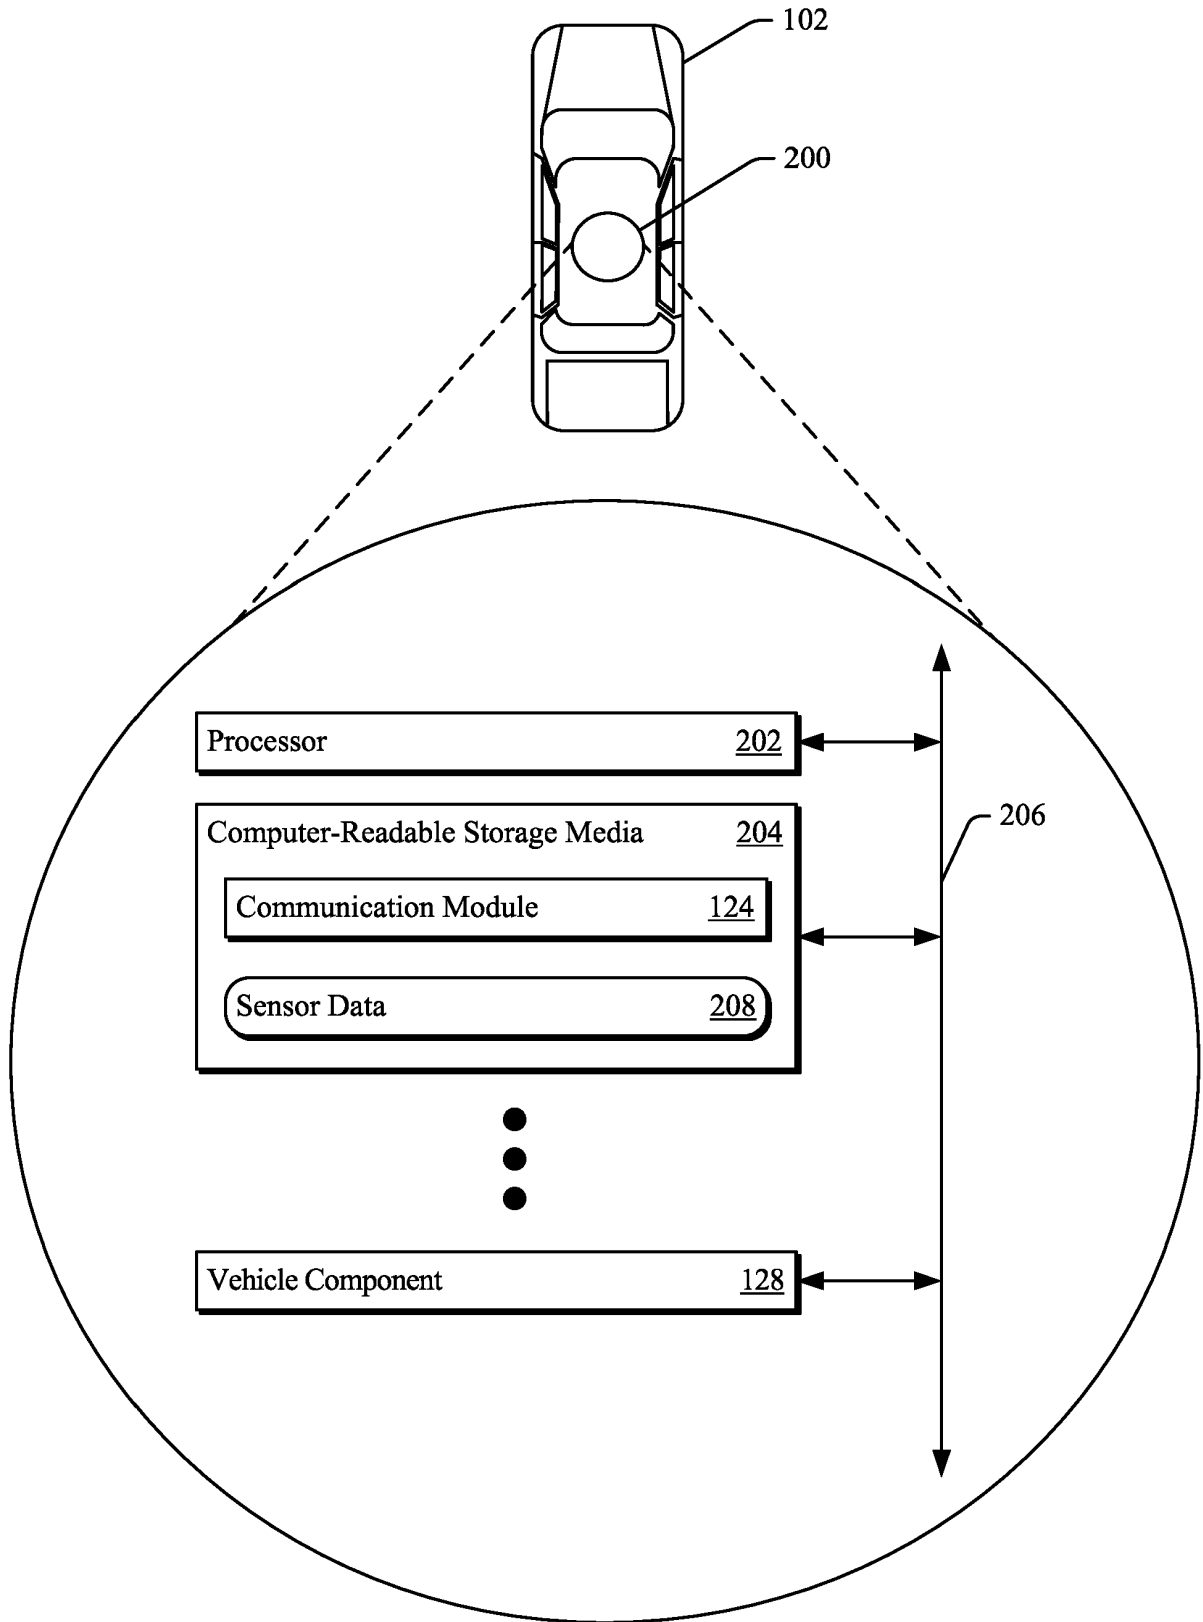 102
200
Processor 202
206
Computer-Readable Storage Media 204
Communication Module 124
Sensor Data 208
Vehicle Component 128